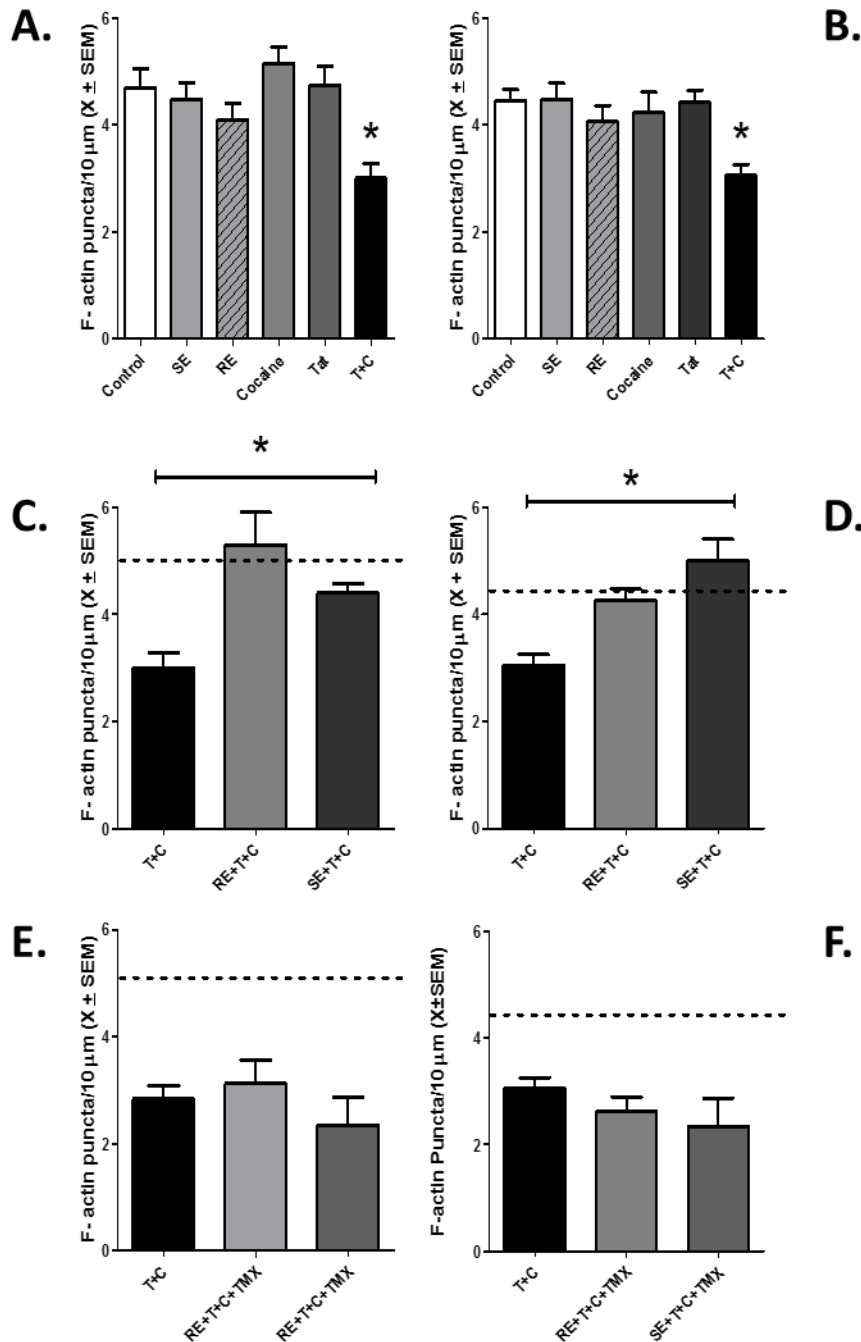 A.
F- actin puncta/10 µm (X ± SEM)
6
4
2
0
*
Control
SE
RE
Cocaine
Tat
T+C
B.
F- actin puncta/10 µm (X ± SEM)
6
4
2
0
*
Control
SE
RE
Cocaine
Tat
T+C
C.
F- actin puncta/10 µm (X ± SEM)
6
4
2
0
*
T+C
RE+T+C
SE+T+C
D.
F- actin puncta/10 µm (X + SEM)
6
4
2
0
*
T+C
RE+T+C
SE+T+C
E.
F- actin puncta/10 µm (X ± SEM)
6
4
2
0
T+C
RE+T+C+TMX
RE+T+C+TMX
F.
F-actin Puncta/10 µm (X±SEM)
6
4
2
0
T+C
RE+T+C+TMX
SE+T+C+TMX